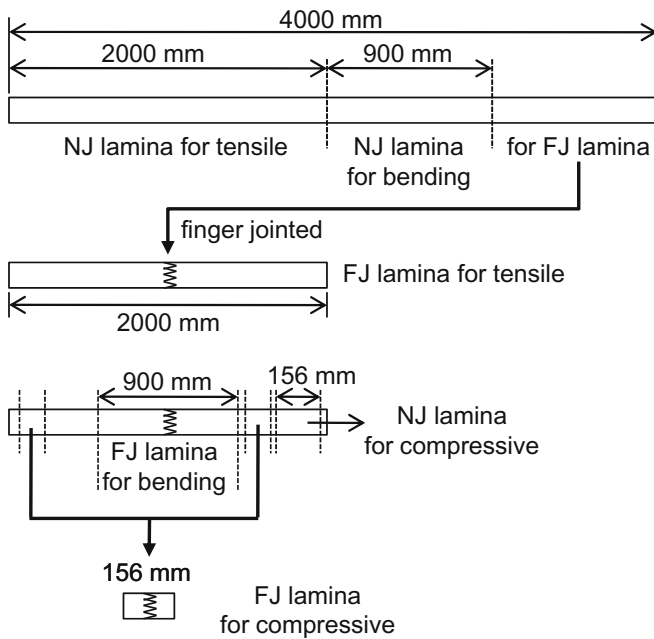 4000 mm
2000 mm
900 mm
NJ lamina for tensile
NJ lamina
for bending
for FJ lamina
finger jointed
FJ lamina for tensile
2000 mm
900 mm
156 mm
NJ lamina
for compressive
FJ lamina
for bending
156 mm
FJ lamina
for compressive